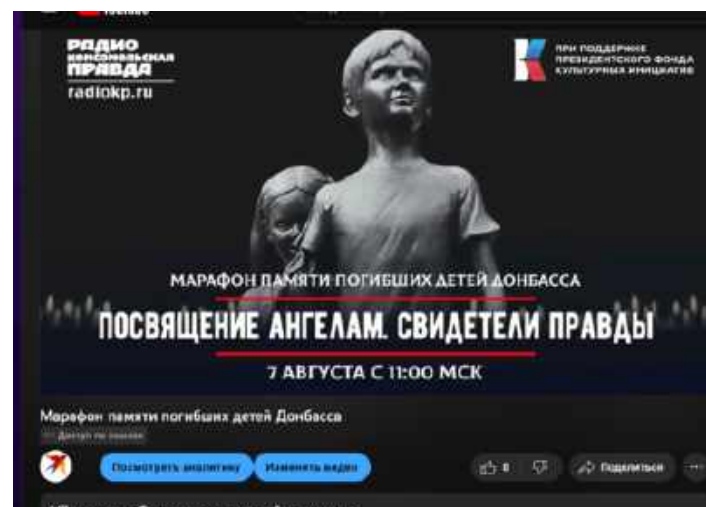 РАДИО
КОМСОМОЛЬСКАЯ
ПРАВДА
radiokp.ru
ПРИ ПОДДЕРЖКЕ
ПРЕЗИДЕНТСКОГО ФОНДА
КУЛЬТУРНЫХ ИНИЦИАТИВ
МАРАФОН ПАМЯТИ ПОГИБШИХ ДЕТЕЙ ДОНБАССА
ПОСВЯЩЕНИЕ АНГЕЛАМ. СВИДЕТЕЛИ ПРАВДЫ
7 АВГУСТА С 11:00 МСК
Марафон памяти погибших детей Донбасса
Доступ по ссылке
Посмотреть аналитику Изменить видео 8 Поделиться